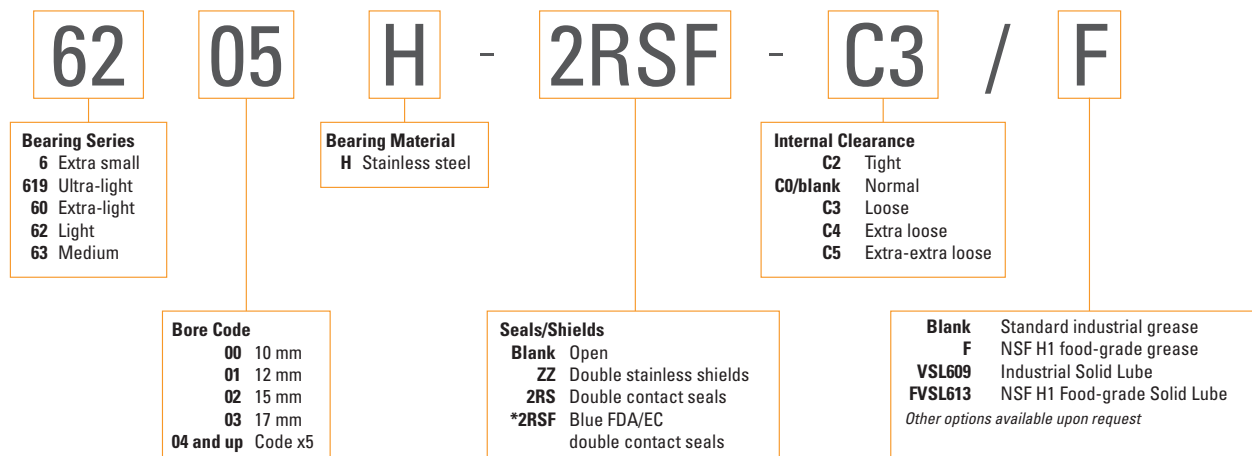 62 05 H - 2RSF - C3 / F
Bearing Series
6 Extra small
619 Ultra-light
60 Extra-light
62 Light
63 Medium
Bearing Material
H Stainless steel
Internal Clearance
C2 Tight
C0/blank Normal
C3 Loose
C4 Extra loose
C5 Extra-extra loose
Bore Code
00 10 mm
01 12 mm
02 15 mm
03 17 mm
04 and up Code x5
Seals/Shields
Blank Open
ZZ Double stainless shields
2RS Double contact seals
*2RSF Blue FDA/EC
double contact seals
Blank Standard industrial grease
F NSF H1 food-grade grease
VSL609 Industrial Solid Lube
FVSL613 NSF H1 Food-grade Solid Lube
Other options available upon request